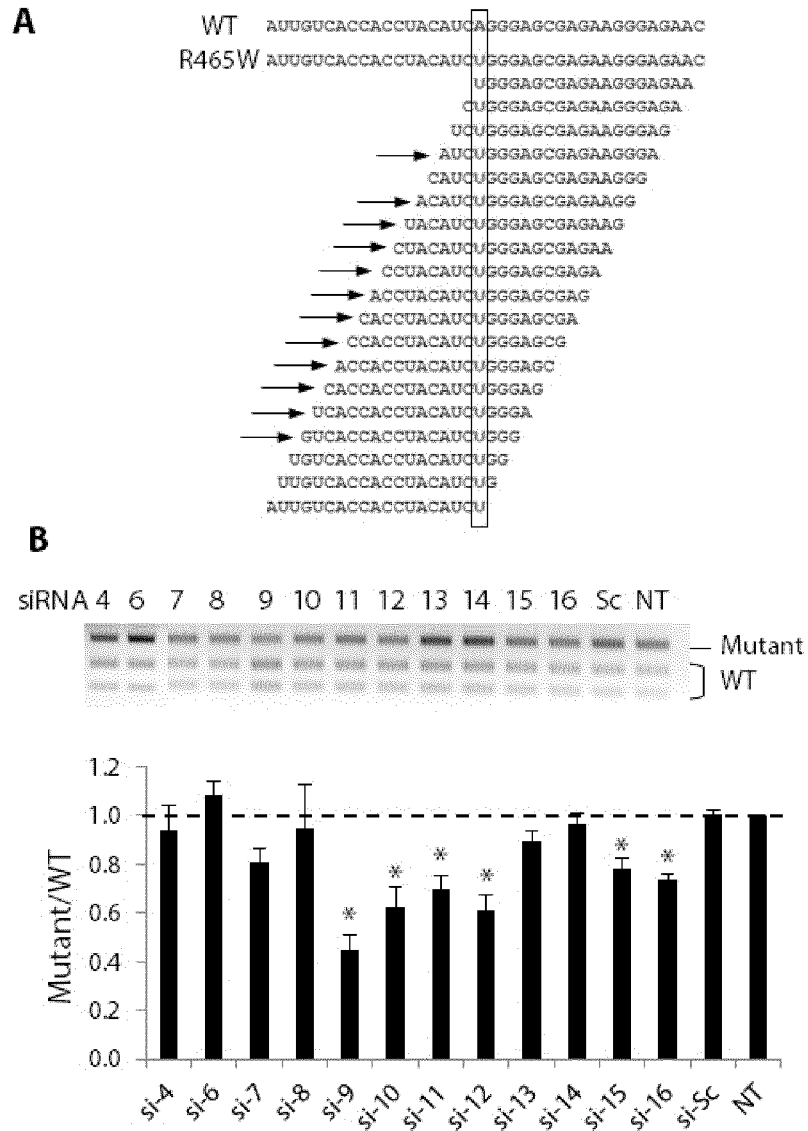 A
WT AUUGUCACCACCUACAUCAGGGAGCGAGAAGGGAGAAC
R465W AUUGUCACCACCUACAUCUGGGAGCGAGAAGGGAGAAC
UGGGAGCGAGAAGGGAGAA
CUGGGAGCGAGAAGGGAGA
UCUGGGAGCGAGAAGGGAG
AUCUGGGAGCGAGAAGGGA
CAUCUGGGAGCGAGAAGGG
ACAUCUGGGAGCGAGAAGG
UACAUCUGGGAGCGAGAAG
CUACAUCUGGGAGCGAGAA
CCUACAUCUGGGAGCGAGA
ACCUACAUCUGGGAGCGAG
CACCUACAUCUGGGAGCGA
CCACCUACAUCUGGGAGCG
ACCACCUACAUCUGGGAGC
CACCACCUACAUCUGGGAG
UCACCACCUACAUCUGGGA
GUCACCACCUACAUCUGGG
UGUCACCACCUACAUCUGG
UUGUCACCACCUACAUCUG
AUUGUCACCACCUACAUCU
B
siRNA 4 6 7 8 9 10 11 12 13 14 15 16 Sc NT
Mutant
WT
Mutant/WT
1.2
1.0
0.8
0.6
0.4
0.2
0.0
* * * * * *
si-4 si-6 si-7 si-8 si-9 si-10 si-11 si-12 si-13 si-14 si-15 si-16 si-Sc NT